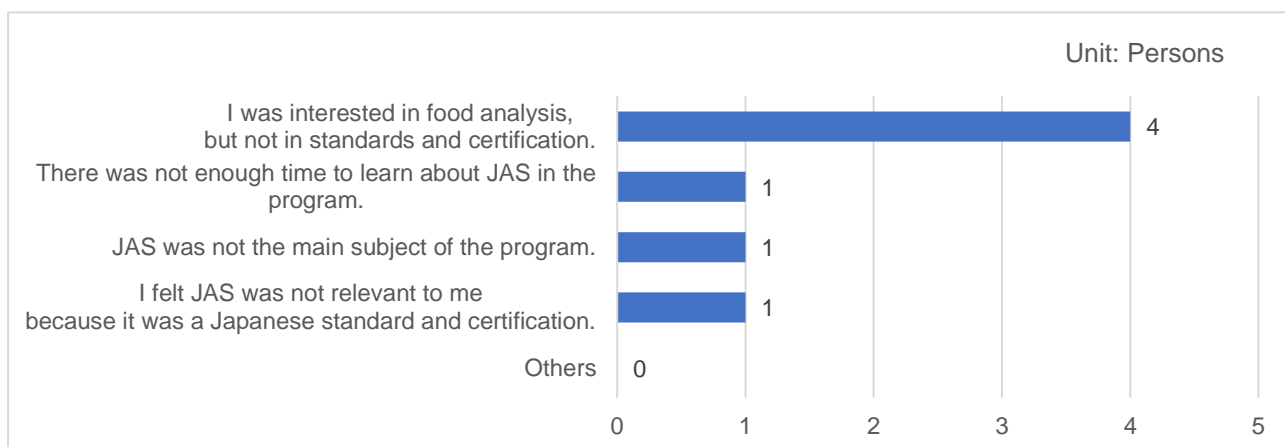 Unit: Persons
I was interested in food analysis,
but not in standards and certification.
4
There was not enough time to learn about JAS in the
program.
1
JAS was not the main subject of the program.
1
I felt JAS was not relevant to me
because it was a Japanese standard and certification.
1
Others
0
0 1 2 3 4 5